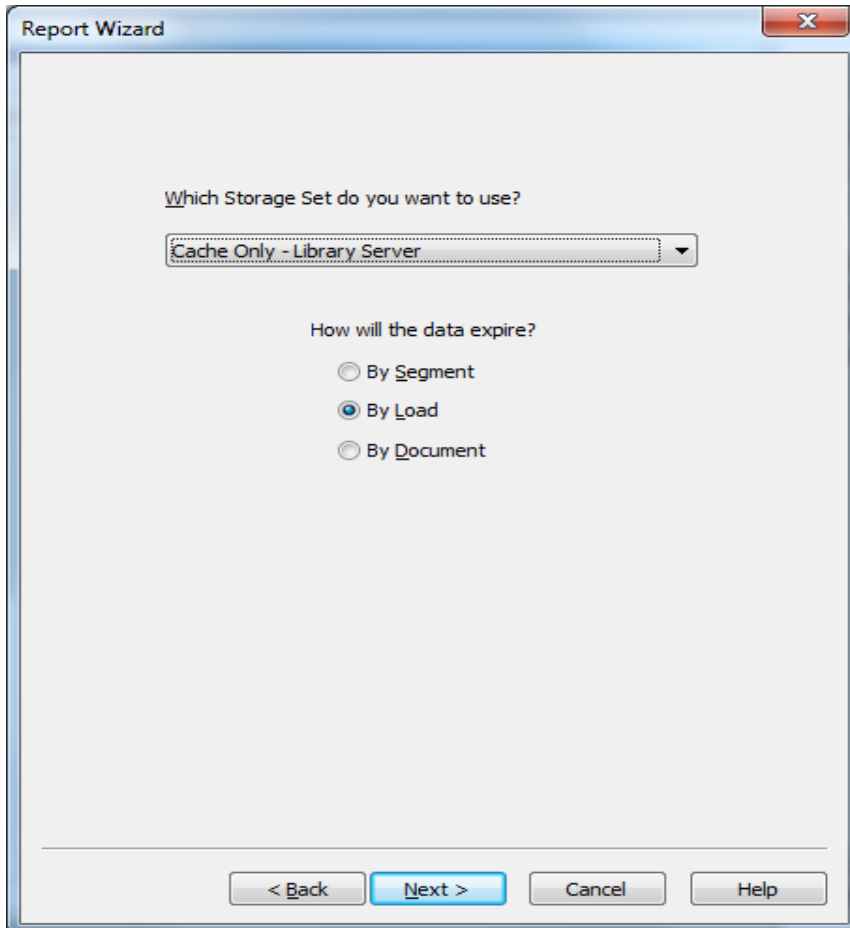 Report Wizard
Which Storage Set do you want to use?
Cache Only - Library Server
How will the data expire?
By Segment
By Load
By Document
< Back Next > Cancel Help